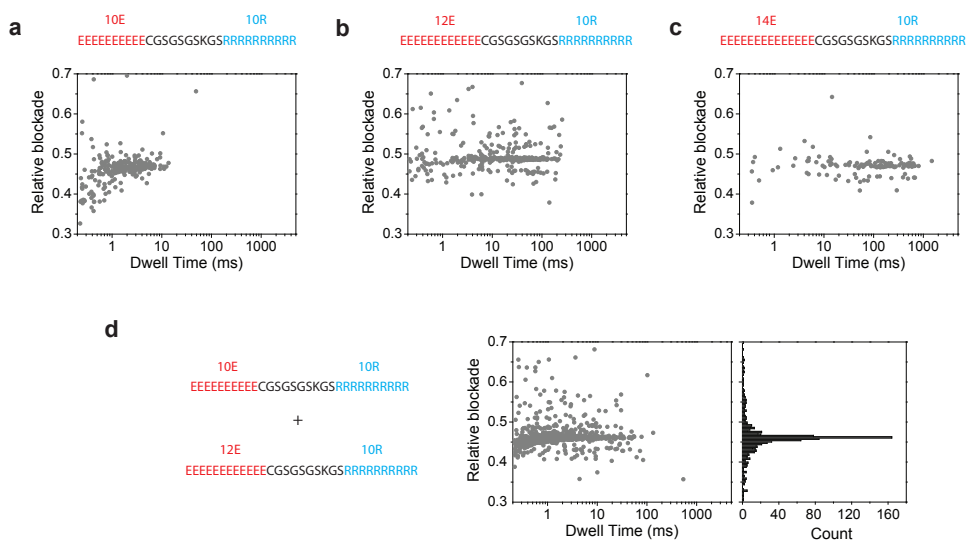 a
10E 10R
EEEEEEEEEECGSGSGSKGSRRRRRRRRRR
0.7
0.6
0.5
0.4
0.3
Relative blockade
1 10 100 1000
Dwell Time (ms)
b
12E 10R
EEEEEEEEEEEECGSGSGSKGSRRRRRRRRRR
0.7
0.6
0.5
0.4
0.3
Relative blockade
1 10 100 1000
Dwell Time (ms)
c
14E 10R
EEEEEEEEEEEEEECGSGSGSKGSRRRRRRRRRR
0.7
0.6
0.5
0.4
0.3
Relative blockade
1 10 100 1000
Dwell Time (ms)
d
10E 10R
EEEEEEEEEECGSGSGSKGSRRRRRRRRRR
+
12E 10R
EEEEEEEEEEEECGSGSGSKGSRRRRRRRRRR
0.7
0.6
0.5
0.4
0.3
Relative blockade
1 10 100 1000
Dwell Time (ms)
0 40 80 120 160
Count